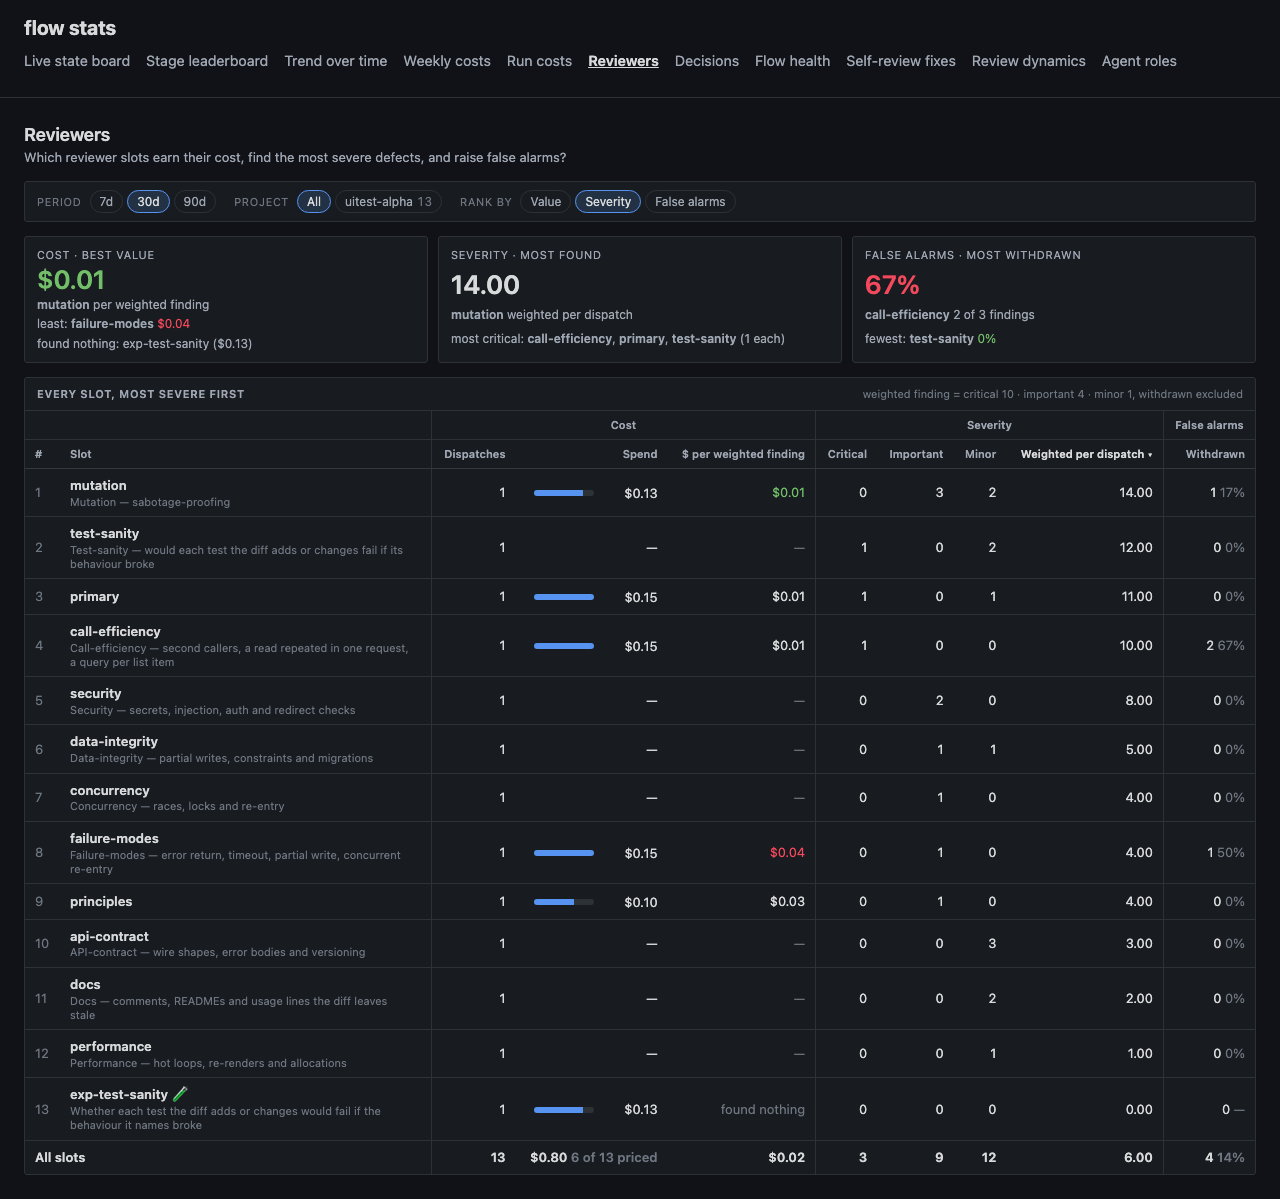 flow stats
Live state board Stage leaderboard Trend over time Weekly costs Run costs Reviewers Decisions Flow health Self-review fixes Review dynamics Agent roles
Reviewers
Which reviewer slots earn their cost, find the most severe defects, and raise false alarms?
PERIOD 7d 30d 90d PROJECT All uitest-alpha 13 RANK BY Value Severity False alarms
COST · BEST VALUE
$0.01
mutation per weighted finding
least: failure-modes $0.04
found nothing: exp-test-sanity ($0.13)
SEVERITY · MOST FOUND
14.00
mutation weighted per dispatch
most critical: call-efficiency, primary, test-sanity (1 each)
FALSE ALARMS · MOST WITHDRAWN
67%
call-efficiency 2 of 3 findings
fewest: test-sanity 0%
EVERY SLOT, MOST SEVERE FIRST weighted finding = critical 10 · important 4 · minor 1, withdrawn excluded
Cost Severity False alarms
# Slot Dispatches Spend $ per weighted finding Critical Important Minor Weighted per dispatch ▾ Withdrawn
1 mutation 1 $0.13 $0.01 0 3 2 14.00 1 17%
Mutation — sabotage-proofing
2 test-sanity 1 — — 1 0 2 12.00 0 0%
Test-sanity — would each test the diff adds or changes fail if its
behaviour broke
3 primary 1 $0.15 $0.01 1 0 1 11.00 0 0%
4 call-efficiency 1 $0.15 $0.01 1 0 0 10.00 2 67%
Call-efficiency — second callers, a read repeated in one request,
a query per list item
5 security 1 — — 0 2 0 8.00 0 0%
Security — secrets, injection, auth and redirect checks
6 data-integrity 1 — — 0 1 1 5.00 0 0%
Data-integrity — partial writes, constraints and migrations
7 concurrency 1 — — 0 1 0 4.00 0 0%
Concurrency — races, locks and re-entry
8 failure-modes 1 $0.15 $0.04 0 1 0 4.00 1 50%
Failure-modes — error return, timeout, partial write, concurrent
re-entry
9 principles 1 $0.10 $0.03 0 1 0 4.00 0 0%
10 api-contract 1 — — 0 0 3 3.00 0 0%
API-contract — wire shapes, error bodies and versioning
11 docs 1 — — 0 0 2 2.00 0 0%
Docs — comments, READMEs and usage lines the diff leaves
stale
12 performance 1 — — 0 0 1 1.00 0 0%
Performance — hot loops, re-renders and allocations
13 exp-test-sanity 🧪 1 $0.13 found nothing 0 0 0 0.00 0 —
Whether each test the diff adds or changes would fail if the
behaviour it names broke
All slots 13 $0.80 6 of 13 priced $0.02 3 9 12 6.00 4 14%